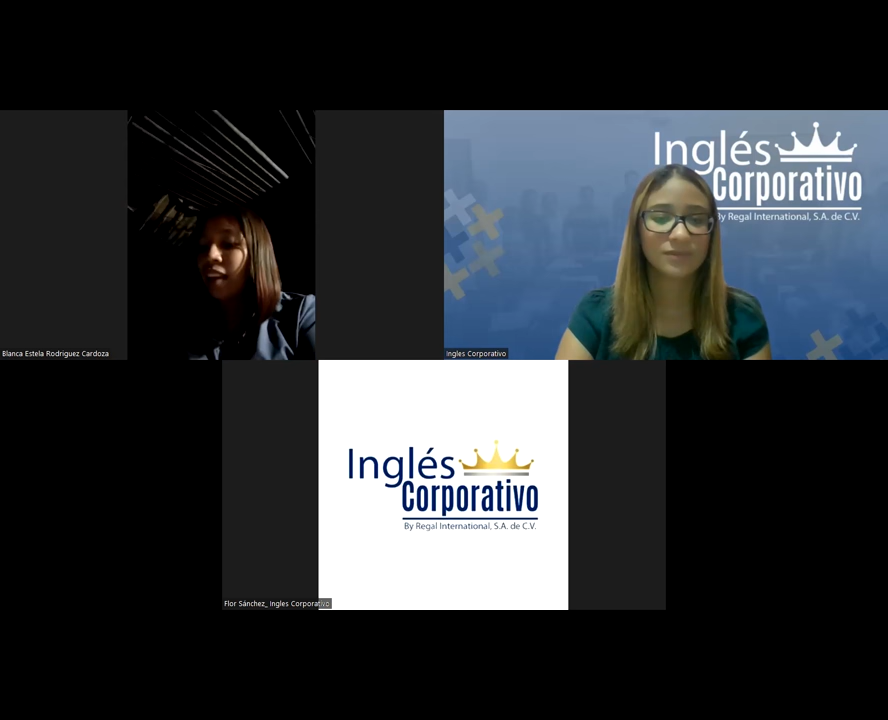 Inglés
Corporativo
By Regal International, S.A. de C.V.
Blanca Estela Rodriguez Cardoza
Ingles Corporativo
Inglés
Corporativo
By Regal International, S.A. de C.V.
Flor Sánchez_ Ingles Corporativo